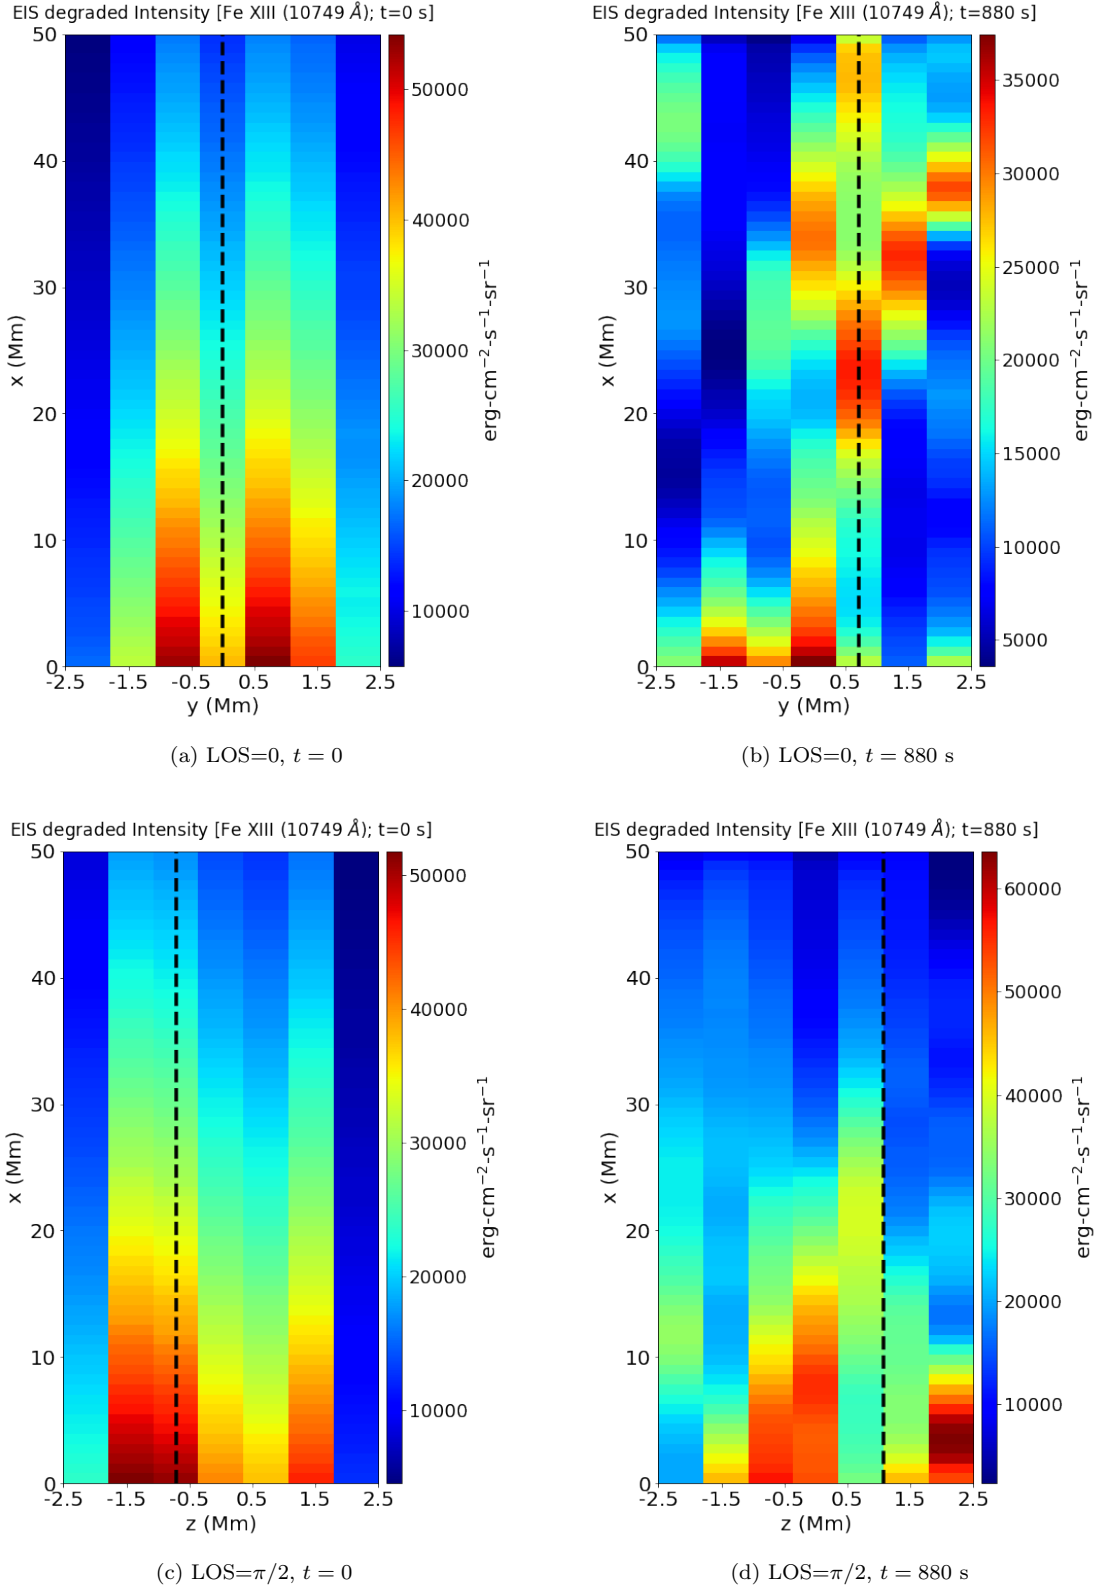 EIS degraded Intensity [Fe XIII (10749 Å); t=0 s]
EIS degraded Intensity [Fe XIII (10749 Å); t=880 s]
50
40
30
20
10
0
x (Mm)
-2.5 -1.5 -0.5 0.5 1.5 2.5
y (Mm)
50000
40000
30000
20000
10000
erg-cm⁻²-s⁻¹-sr⁻¹
50
40
30
20
10
0
x (Mm)
-2.5 -1.5 -0.5 0.5 1.5 2.5
y (Mm)
35000
30000
25000
20000
15000
10000
5000
erg-cm⁻²-s⁻¹-sr⁻¹
(a) LOS=0, t = 0
(b) LOS=0, t = 880 s
EIS degraded Intensity [Fe XIII (10749 Å); t=0 s]
EIS degraded Intensity [Fe XIII (10749 Å); t=880 s]
50
40
30
20
10
0
x (Mm)
-2.5 -1.5 -0.5 0.5 1.5 2.5
z (Mm)
50000
40000
30000
20000
10000
erg-cm⁻²-s⁻¹-sr⁻¹
50
40
30
20
10
0
x (Mm)
-2.5 -1.5 -0.5 0.5 1.5 2.5
z (Mm)
60000
50000
40000
30000
20000
10000
erg-cm⁻²-s⁻¹-sr⁻¹
(c) LOS=π/2, t = 0
(d) LOS=π/2, t = 880 s